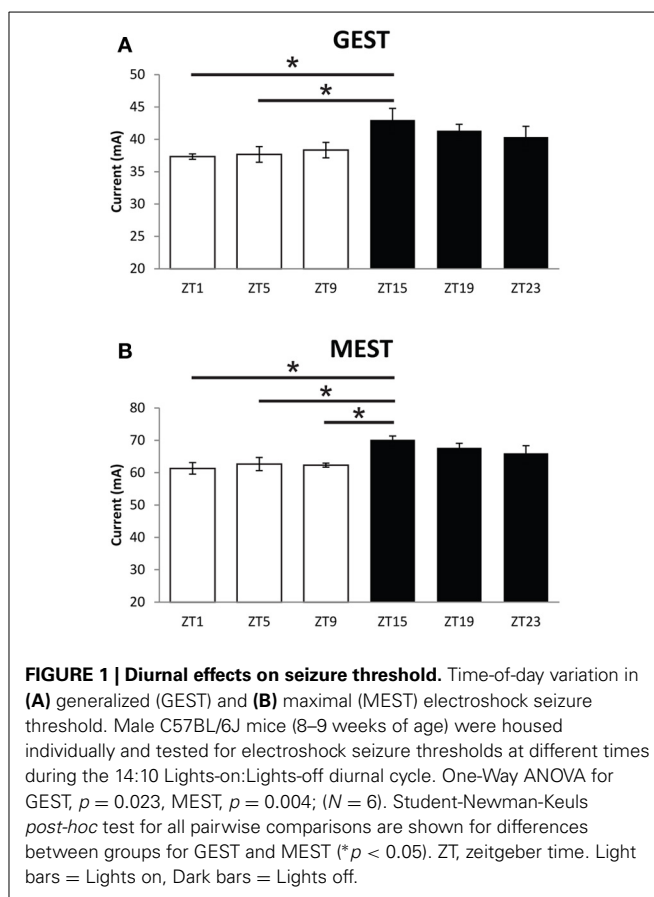 A GEST
*
*
50
45
40
35
30
25
20
Current (mA)
ZT1 ZT5 ZT9 ZT15 ZT19 ZT23
B MEST
*
*
*
80
70
60
50
40
30
20
Current (mA)
ZT1 ZT5 ZT9 ZT15 ZT19 ZT23
FIGURE 1 | Diurnal effects on seizure threshold. Time-of-day variation in
(A) generalized (GEST) and (B) maximal (MEST) electroshock seizure
threshold. Male C57BL/6J mice (8–9 weeks of age) were housed
individually and tested for electroshock seizure thresholds at different times
during the 14:10 Lights-on:Lights-off diurnal cycle. One-Way ANOVA for
GEST, p = 0.023, MEST, p = 0.004; (N = 6). Student-Newman-Keuls
post-hoc test for all pairwise comparisons are shown for differences
between groups for GEST and MEST (*p < 0.05). ZT, zeitgeber time. Light
bars = Lights on, Dark bars = Lights off.